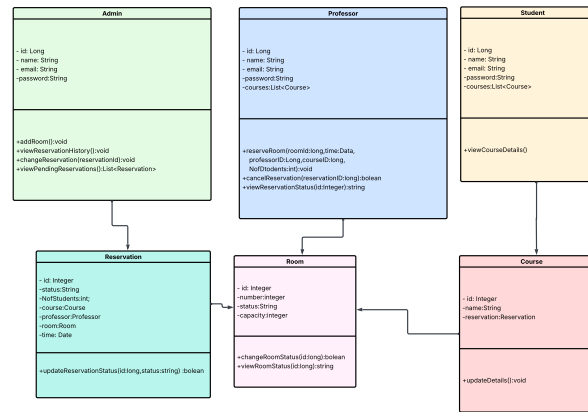 Admin
- id: Long
- name: String
- email: String
-password:String
+addRoom():void
+viewReservationHistory():void
+changeReservation(reservationId):void
+viewPendingReservations():List<Reservation>
Professor
- id: Long
- name: String
- email: String
-password:String
-courses:List<Course>
+reserveRoom(roomId:long,time:Data,
professorID:Long,courseID:long,
NofDtodents:int):void
+cancelReservation(reservationID:long):bolean
+viewReservationStatus(id:Integer):string
Student
- id: Long
- name: String
- email: String
-password:String
-courses:List<Course>
+viewCourseDetails()
Reservation
- id: Integer
-status:String
-NofStudents:int;
-course:Course
-professor:Professor
-room:Room
-time: Date
+updateReservationStatus(id:long,status:string) :bolean
Room
- id: Integer
-number:integer
-status:String
-capacity:integer
+changeRoomStatus(id:long):bolean
+viewRoomStatus(id:long):string
Course
- id: Integer
-name:String
-reservation:Reservation
+updateDetails():void